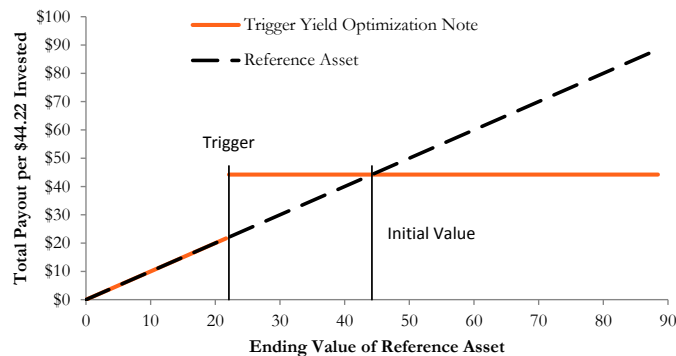 $100
$90
$80
$70
$60
$50
$40
$30
$20
$10
$0
Total Payout per $44.22 Invested
Trigger Yield Optimization Note
Reference Asset
Trigger
Initial Value
0 10 20 30 40 50 60 70 80 90
Ending Value of Reference Asset